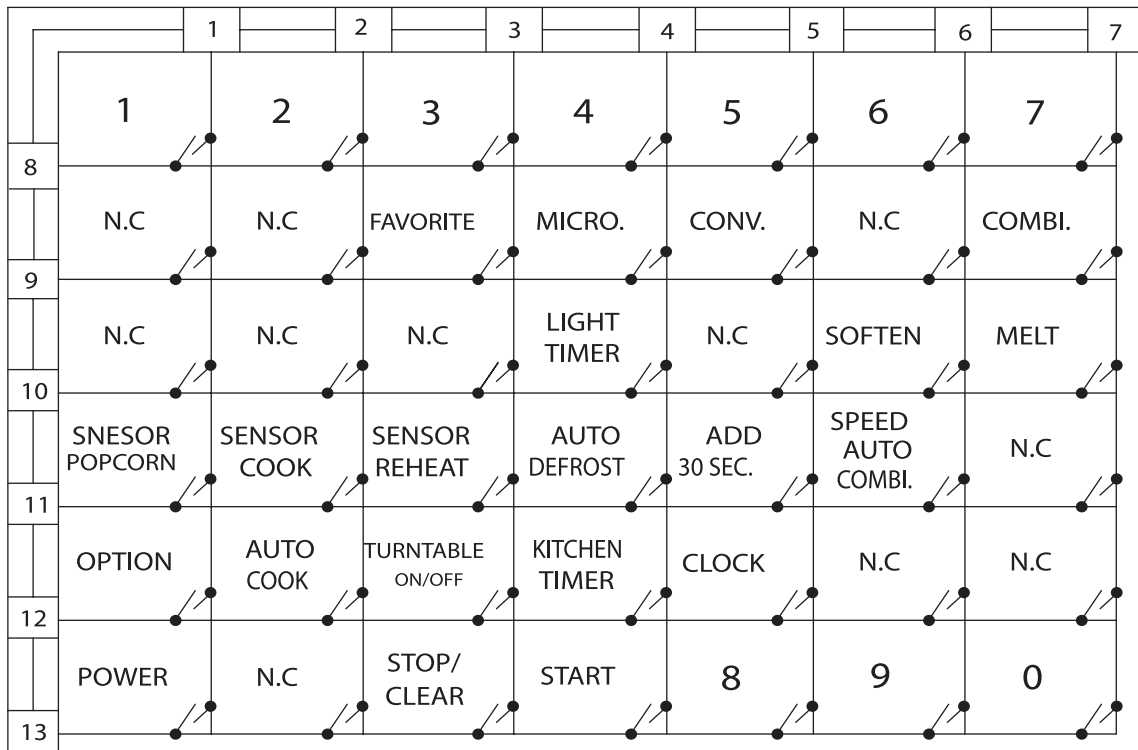 1 2 3 4 5 6 7
1 2 3 4 5 6 7
8
N.C N.C FAVORITE MICRO. CONV. N.C COMBI.
9
N.C N.C N.C LIGHT TIMER N.C SOFTEN MELT
10
SNESOR POPCORN SENSOR COOK SENSOR REHEAT AUTO DEFROST ADD 30 SEC. SPEED AUTO COMBI. N.C
11
OPTION AUTO COOK TURNTABLE ON/OFF KITCHEN TIMER CLOCK N.C N.C
12
POWER N.C STOP/ CLEAR START 8 9 0
13